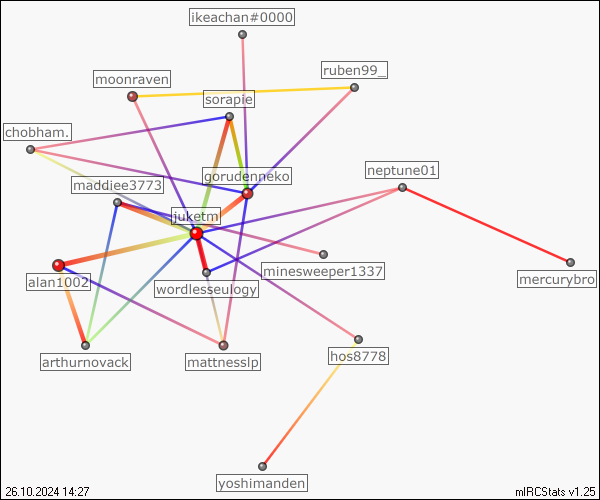 ikeachan#0000
ruben99_
moonraven
sorapie
chobham.
neptune01
gorudenneko
maddiee3773
juketm
minesweeper1337
mercurybro
alan1002
wordlesseulogy
arthurnovack
mattnesslp
hos8778
yoshimanden
26.10.2024 14:27
mIRCStats v1.25